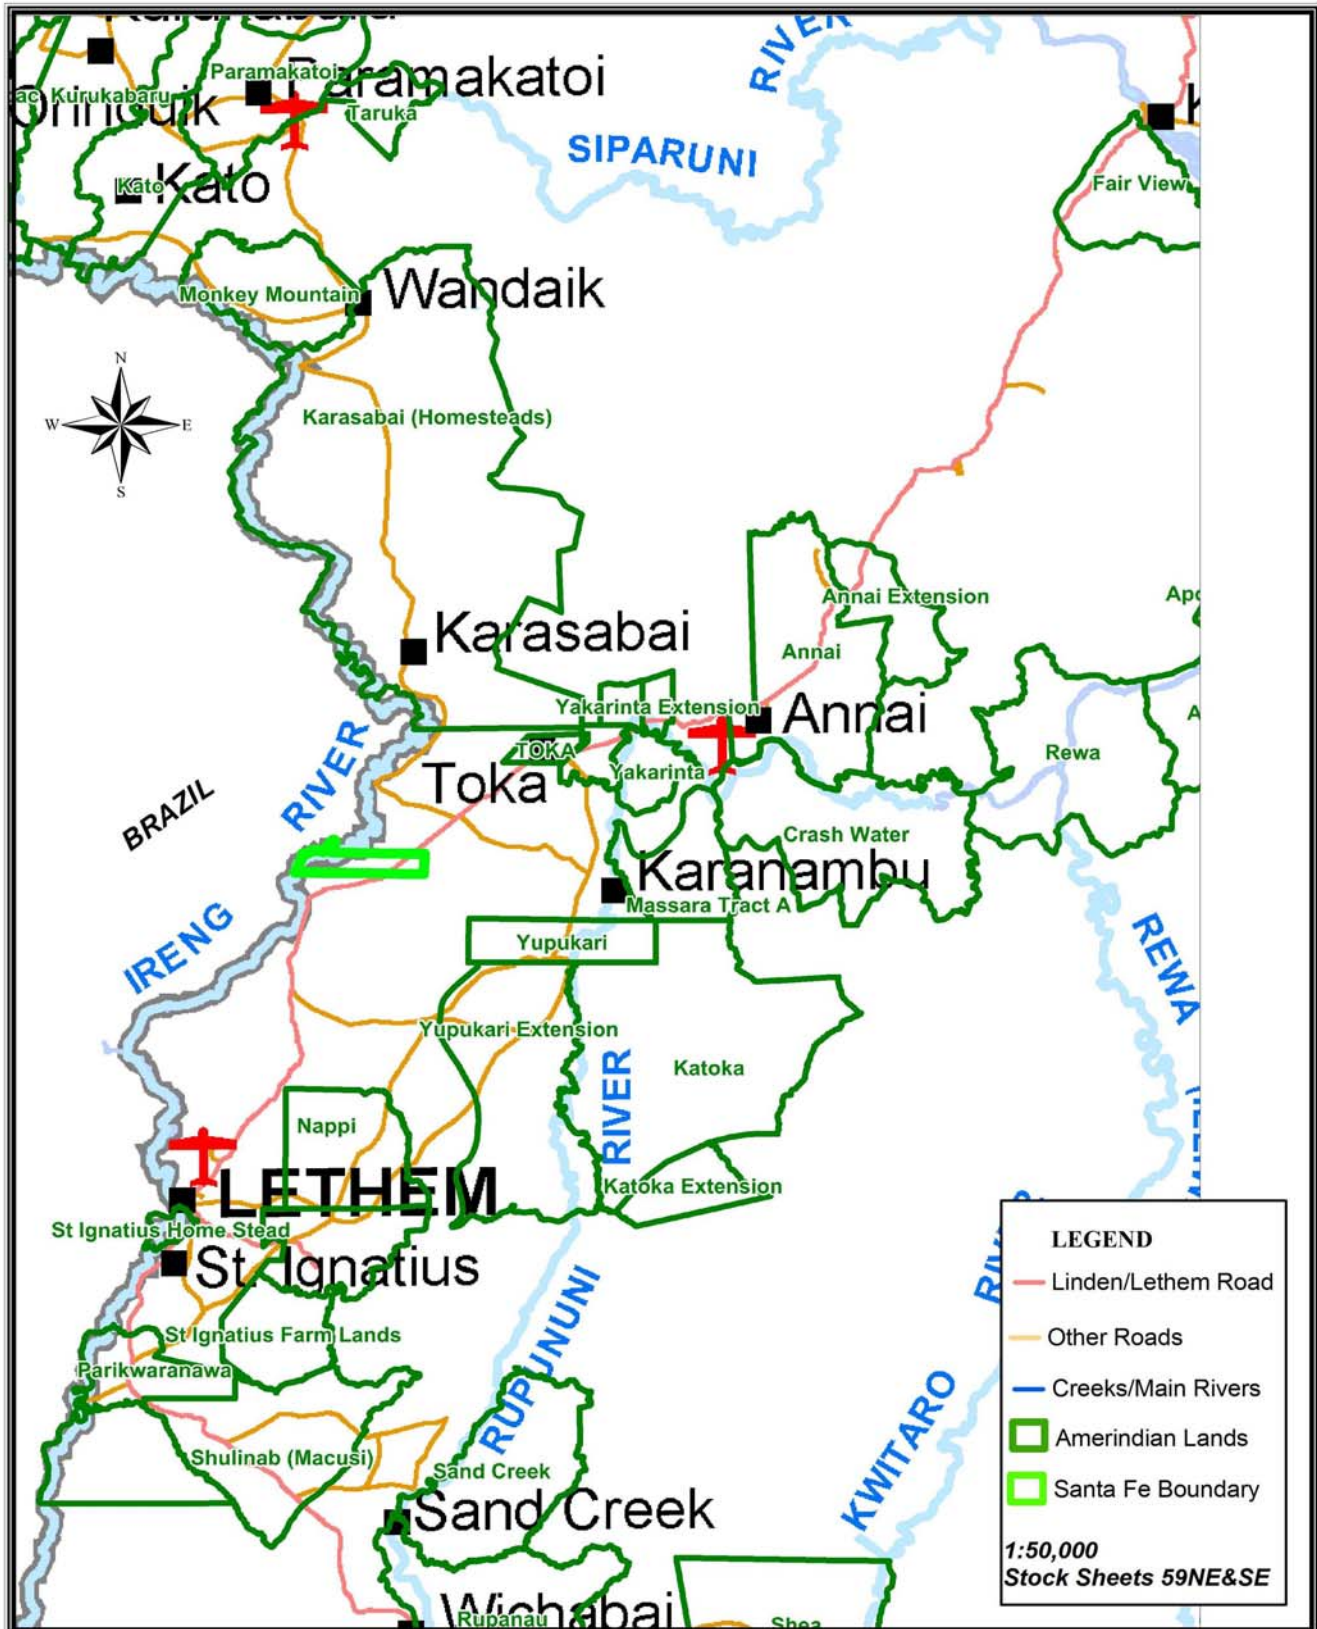 RIVER
Paramakatoi
Paramakatoi
Kurukabaru
Taruka
SIPARUNI
Kato
Kato
Fair View
Monkey Mountain
Wandaik
N
W
E
S
Karasabai (Homesteads)
Karasabai
Annai Extension
Annai
Yakarinta Extension
Annai
TOKA
Toka
Yakarinta
Rewa
RIVER
BRAZIL
Crash Water
Karanambu
Massara Tract A
IRENG
Yupukari
REWA
Yupukari Extension
Katoka
RIVER
Nappi
LETHEM
Katoka Extension
St Ignatius Home Stead
St. Ignatius
St Ignatius Farm Lands
Parikwaranawa
RUPUNUNI
KWITARO
Shulinab (Macusi)
Sand Creek
Sand Creek
Wichabai
Rupanau
Shea
LEGEND
Linden/Lethem Road
Other Roads
Creeks/Main Rivers
Amerindian Lands
Santa Fe Boundary
1:50,000
Stock Sheets 59NE&SE